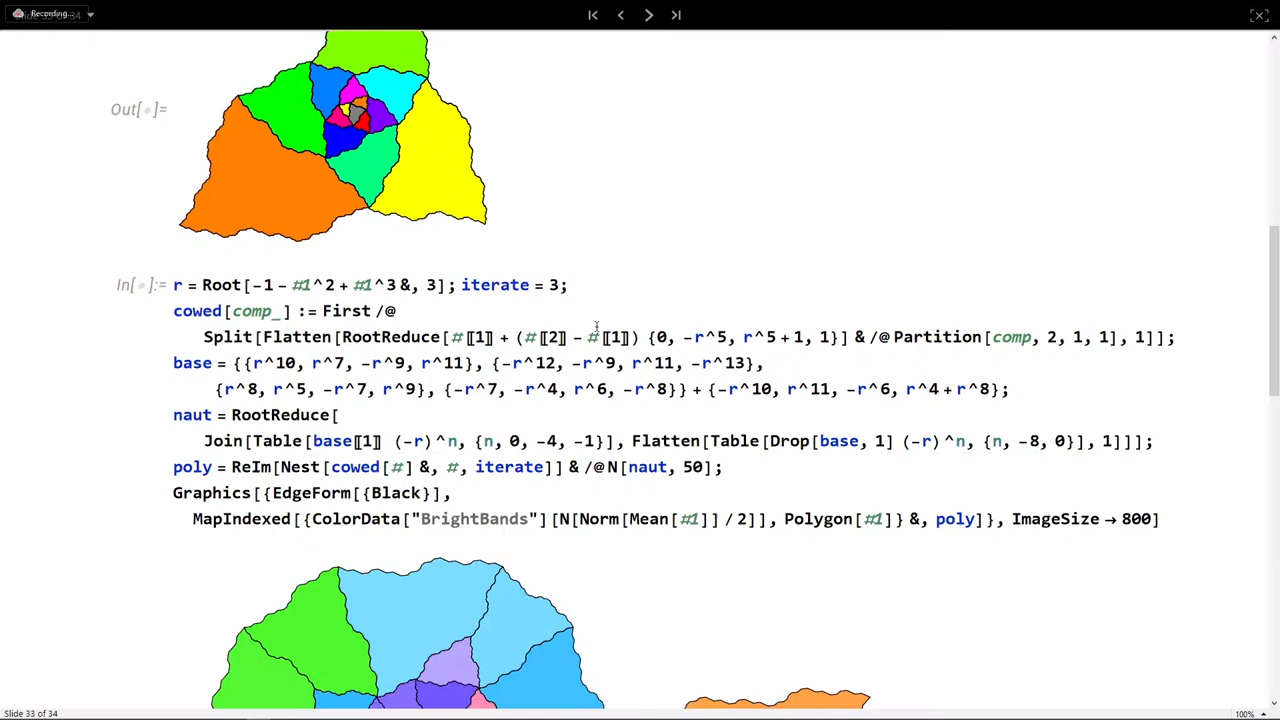 Slide 33 of 34
Recording...
Out[•]=
In[•]:= r = Root[-1 - #1^2 + #1^3 &, 3]; iterate = 3;
cowed[comp_] := First /@
Split[Flatten[RootReduce[#〚1〛 + (#〚2〛 - #〚1〛) {0, -r^5, r^5 + 1, 1}] & /@ Partition[comp, 2, 1, 1], 1]];
base = {{r^10, r^7, -r^9, r^11}, {-r^12, -r^9, r^11, -r^13},
{r^8, r^5, -r^7, r^9}, {-r^7, -r^4, r^6, -r^8}} + {-r^10, r^11, -r^6, r^4 + r^8};
naut = RootReduce[
Join[Table[base〚1〛 (-r)^n, {n, 0, -4, -1}], Flatten[Table[Drop[base, 1] (-r)^n, {n, -8, 0}], 1]]];
poly = ReIm[Nest[cowed[#] &, #, iterate]] & /@ N[naut, 50];
Graphics[{EdgeForm[{Black}],
MapIndexed[{ColorData["BrightBands"][N[Norm[Mean[#1]] / 2]], Polygon[#1]} &, poly]}, ImageSize → 800]
Slide 33 of 34
100%